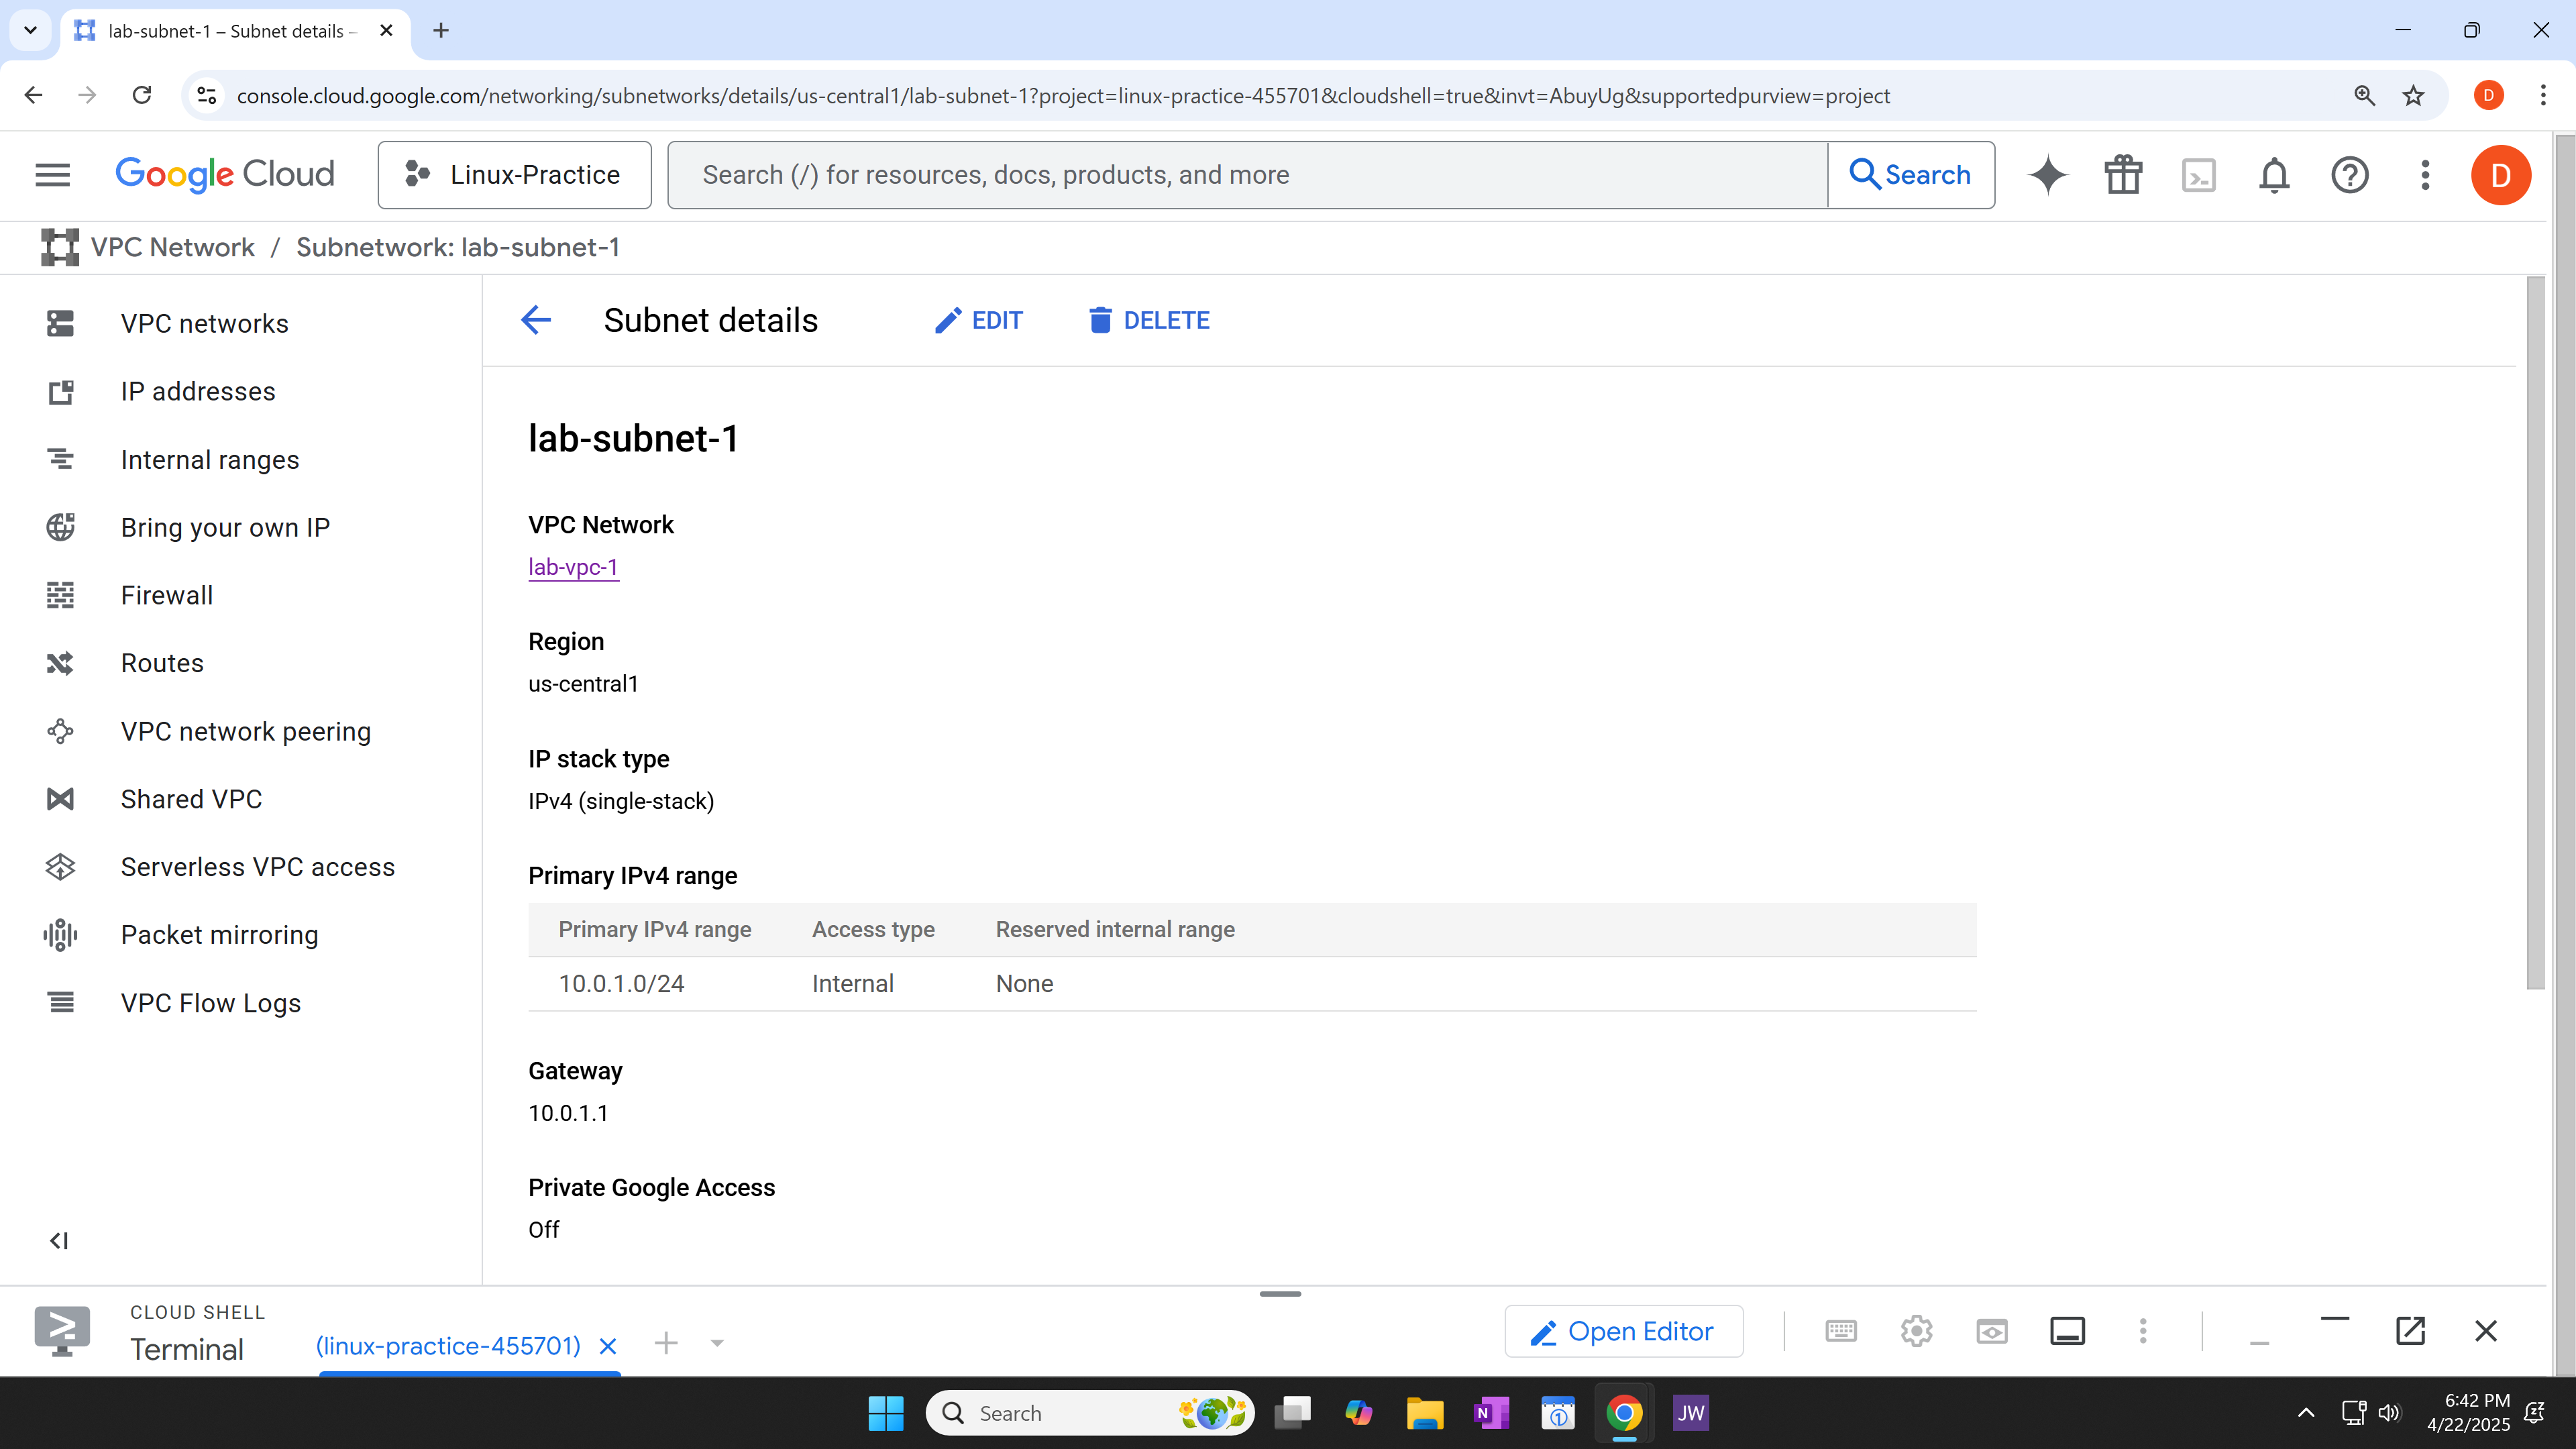 lab-subnet-1 – Subnet details –
console.cloud.google.com/networking/subnetworks/details/us-central1/lab-subnet-1?project=linux-practice-455701&cloudshell=true&invt=AbuyUg&supportedpurview=project
D
Google Cloud
Linux-Practice
Search (/) for resources, docs, products, and more
Search
D
VPC Network / Subnetwork: lab-subnet-1
VPC networks
IP addresses
Internal ranges
Bring your own IP
Firewall
Routes
VPC network peering
Shared VPC
Serverless VPC access
Packet mirroring
VPC Flow Logs
Subnet details
EDIT
DELETE
lab-subnet-1
VPC Network
lab-vpc-1
Region
us-central1
IP stack type
IPv4 (single-stack)
Primary IPv4 range
Primary IPv4 range Access type Reserved internal range
10.0.1.0/24 Internal None
Gateway
10.0.1.1
Private Google Access
Off
CLOUD SHELL
Terminal
(linux-practice-455701)
Open Editor
Search
N
1
JW
6:42 PM
4/22/2025